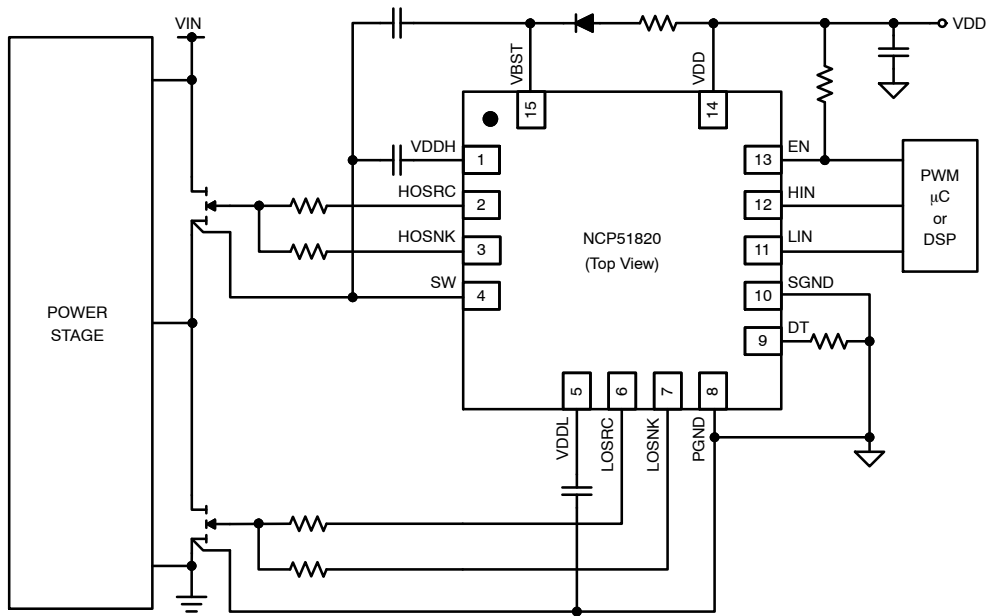 VIN
VDD
VBST
VDD
15
14
VDDH
1
EN
13
HOSRC
2
HIN
12
PWM
μC
or
DSP
HOSNK
3
LIN
11
NCP51820
(Top View)
SW
4
SGND
10
DT
9
POWER
STAGE
5
6
7
8
VDDL
LOSRC
LOSNK
PGND